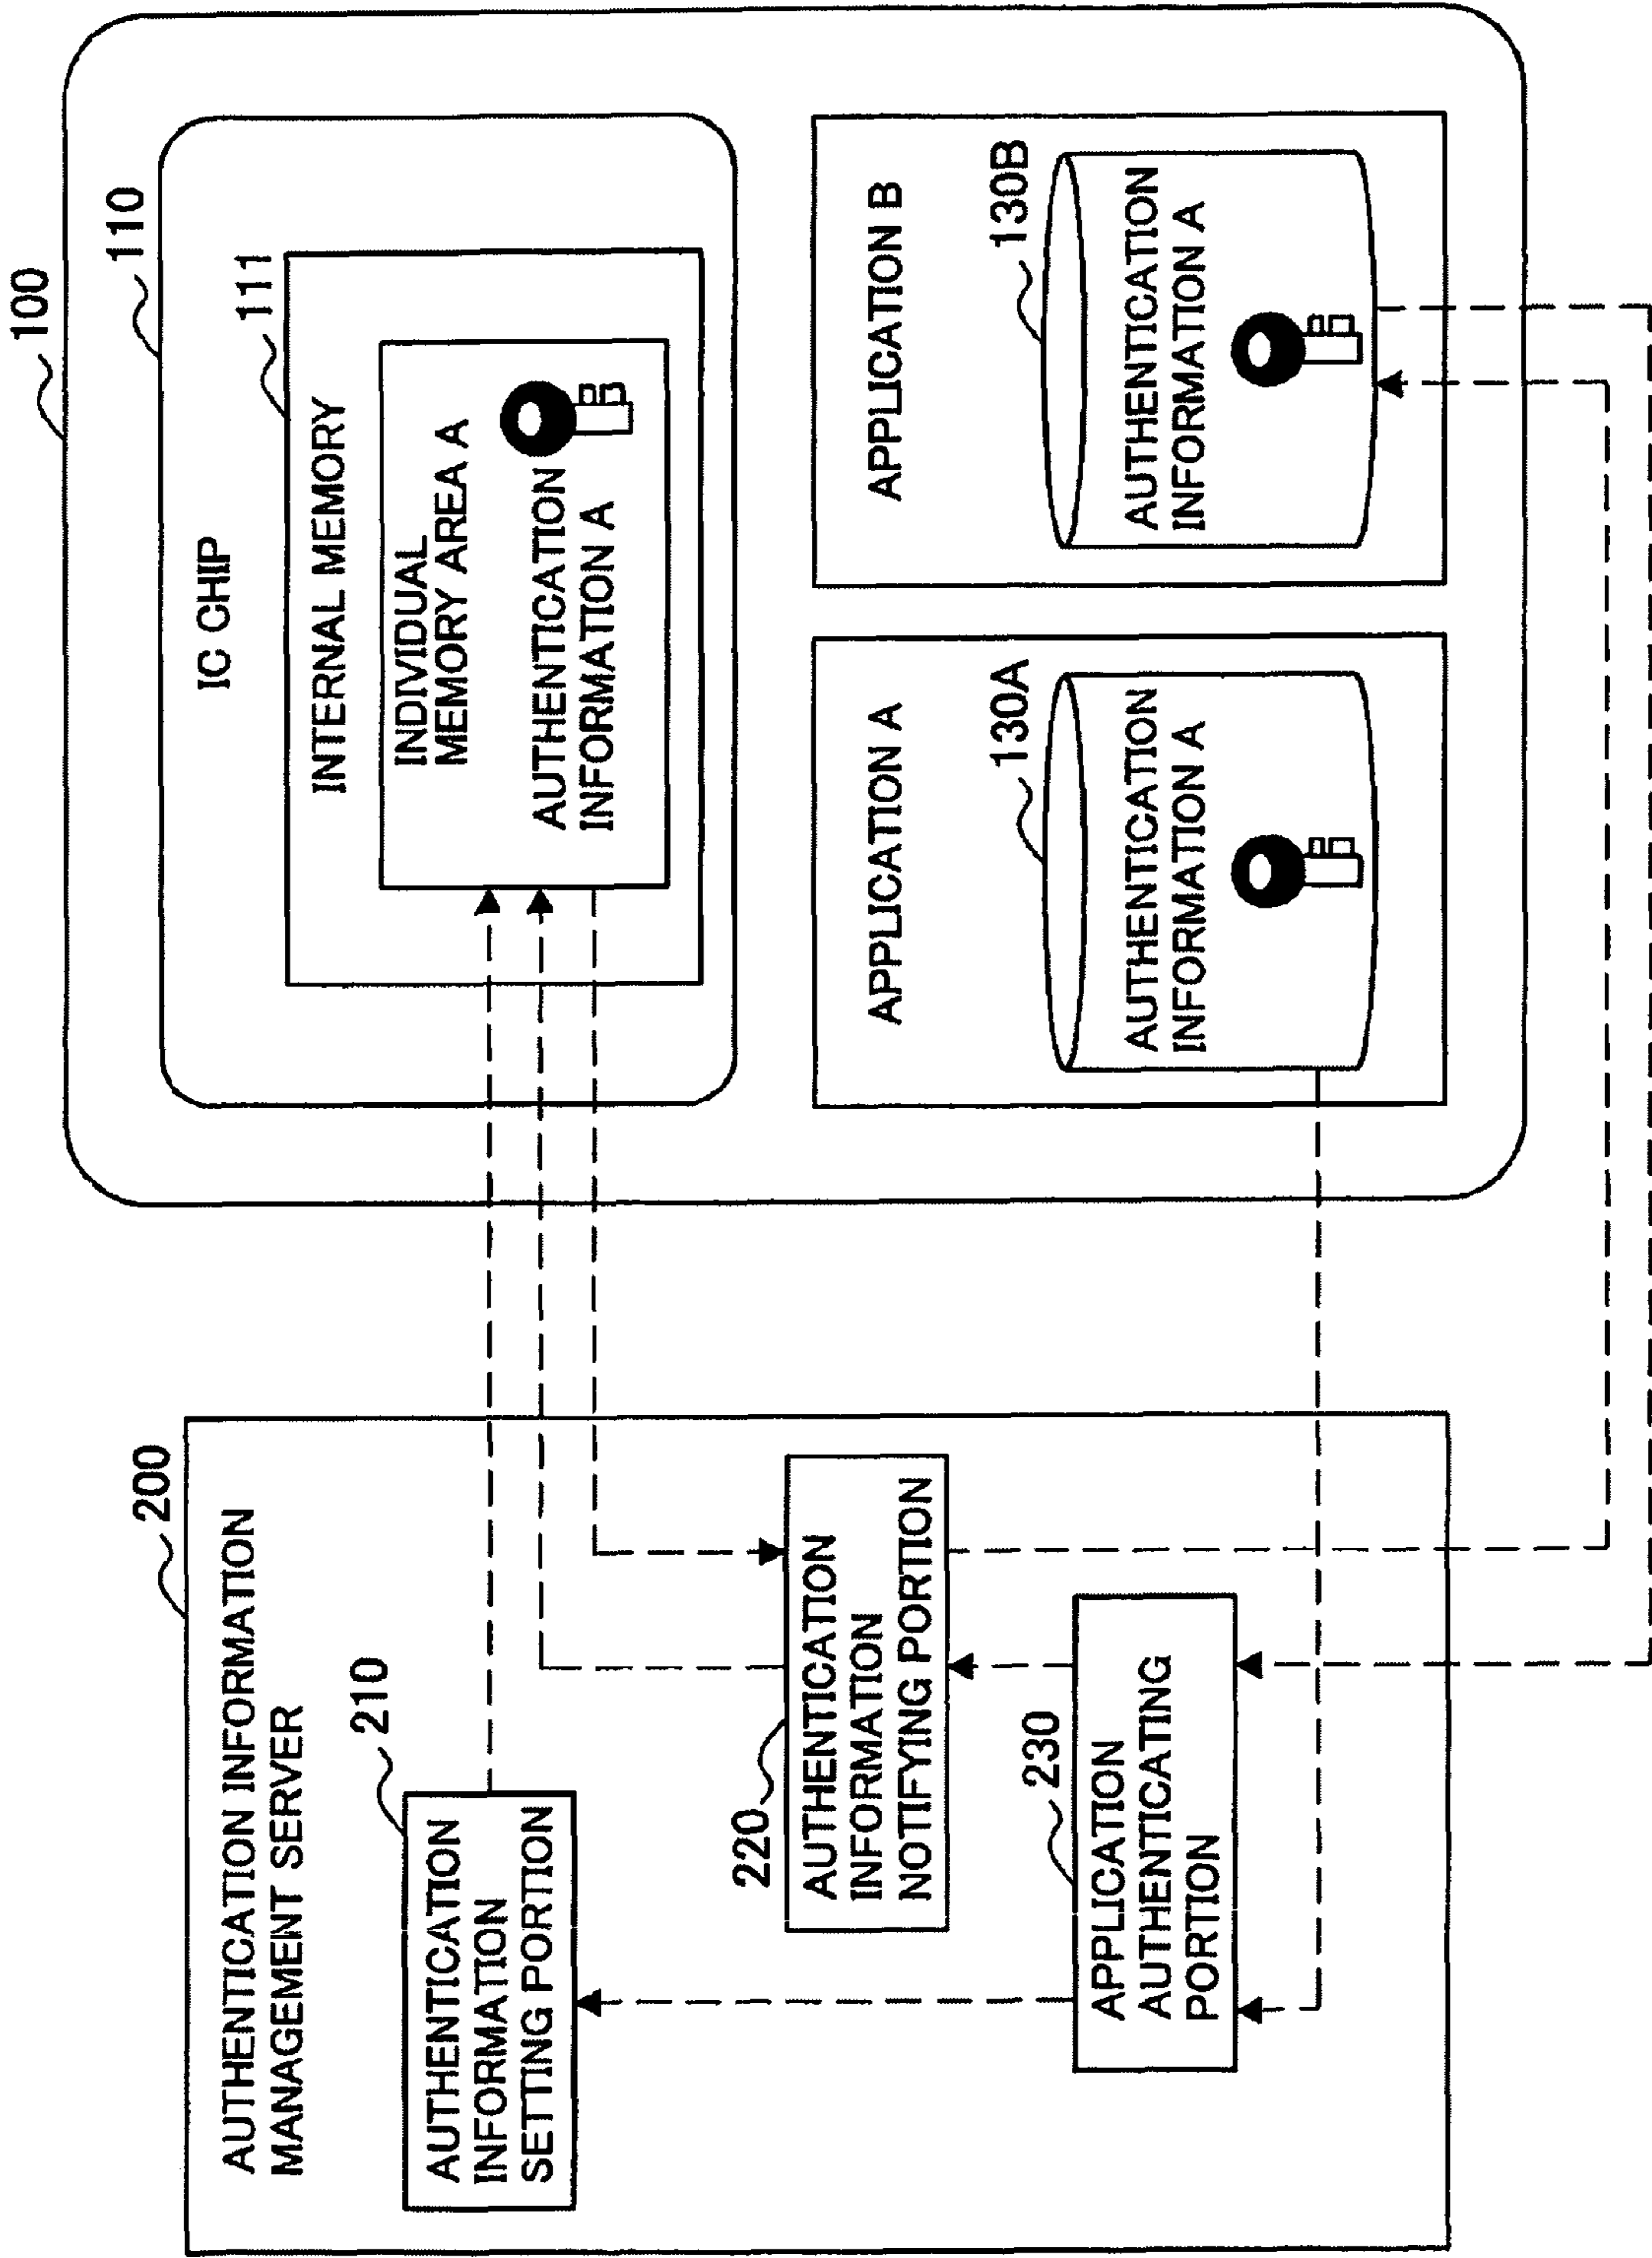 AUTHENTICATION INFORMATION
MANAGEMENT SERVER
200
210
AUTHENTICATION
INFORMATION
SETTING PORTION
220
AUTHENTICATION
INFORMATION
NOTIFYING PORTION
230
APPLICATION
AUTHENTICATING
PORTION
100
110
IC CHIP
111
INTERNAL MEMORY
INDIVIDUAL
MEMORY AREA A
AUTHENTICATION
INFORMATION A
APPLICATION A
130A
AUTHENTICATION
INFORMATION A
APPLICATION B
130B
AUTHENTICATION
INFORMATION A